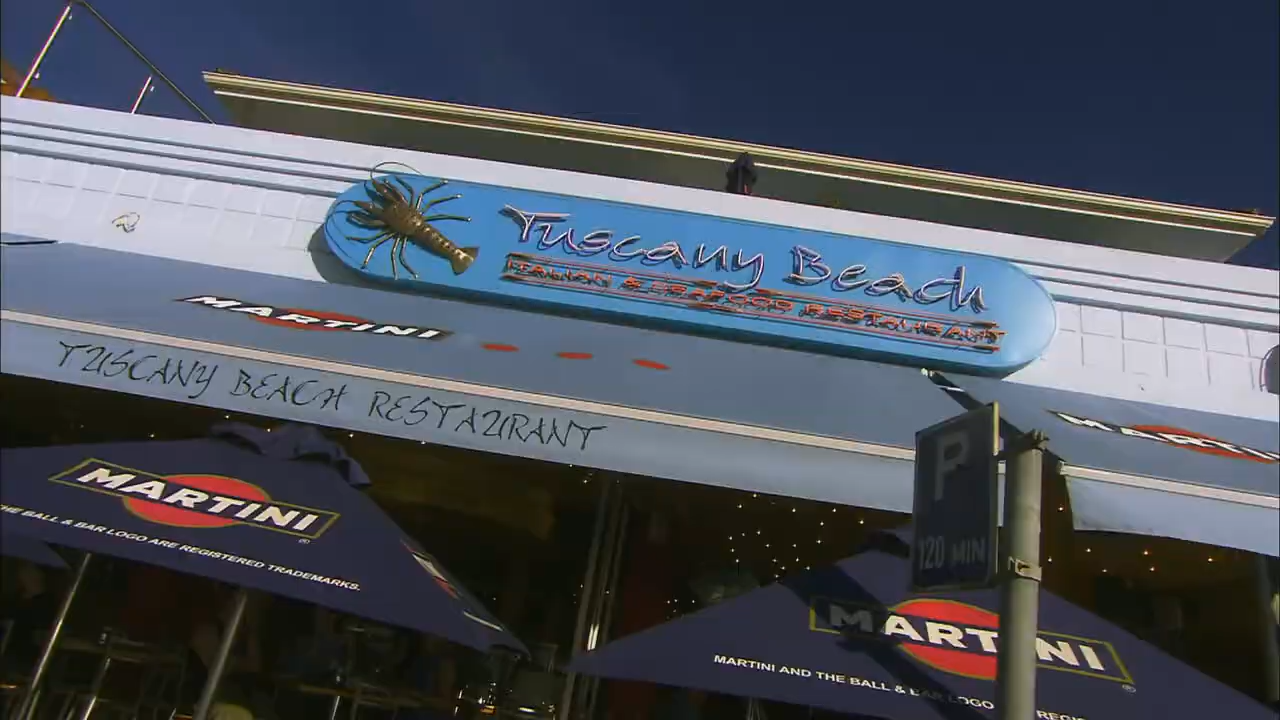 Tuscany Beach
ITALIAN & SEAFOOD RESTAURANT
MARTINI
MARTINI
TUSCANY BEACH RESTAURANT
P
120 MIN
MARTINI
THE BALL & BAR LOGO ARE REGISTERED TRADEMARKS.
MARTINI
MARTINI AND THE BALL & BAR LOGO
REG